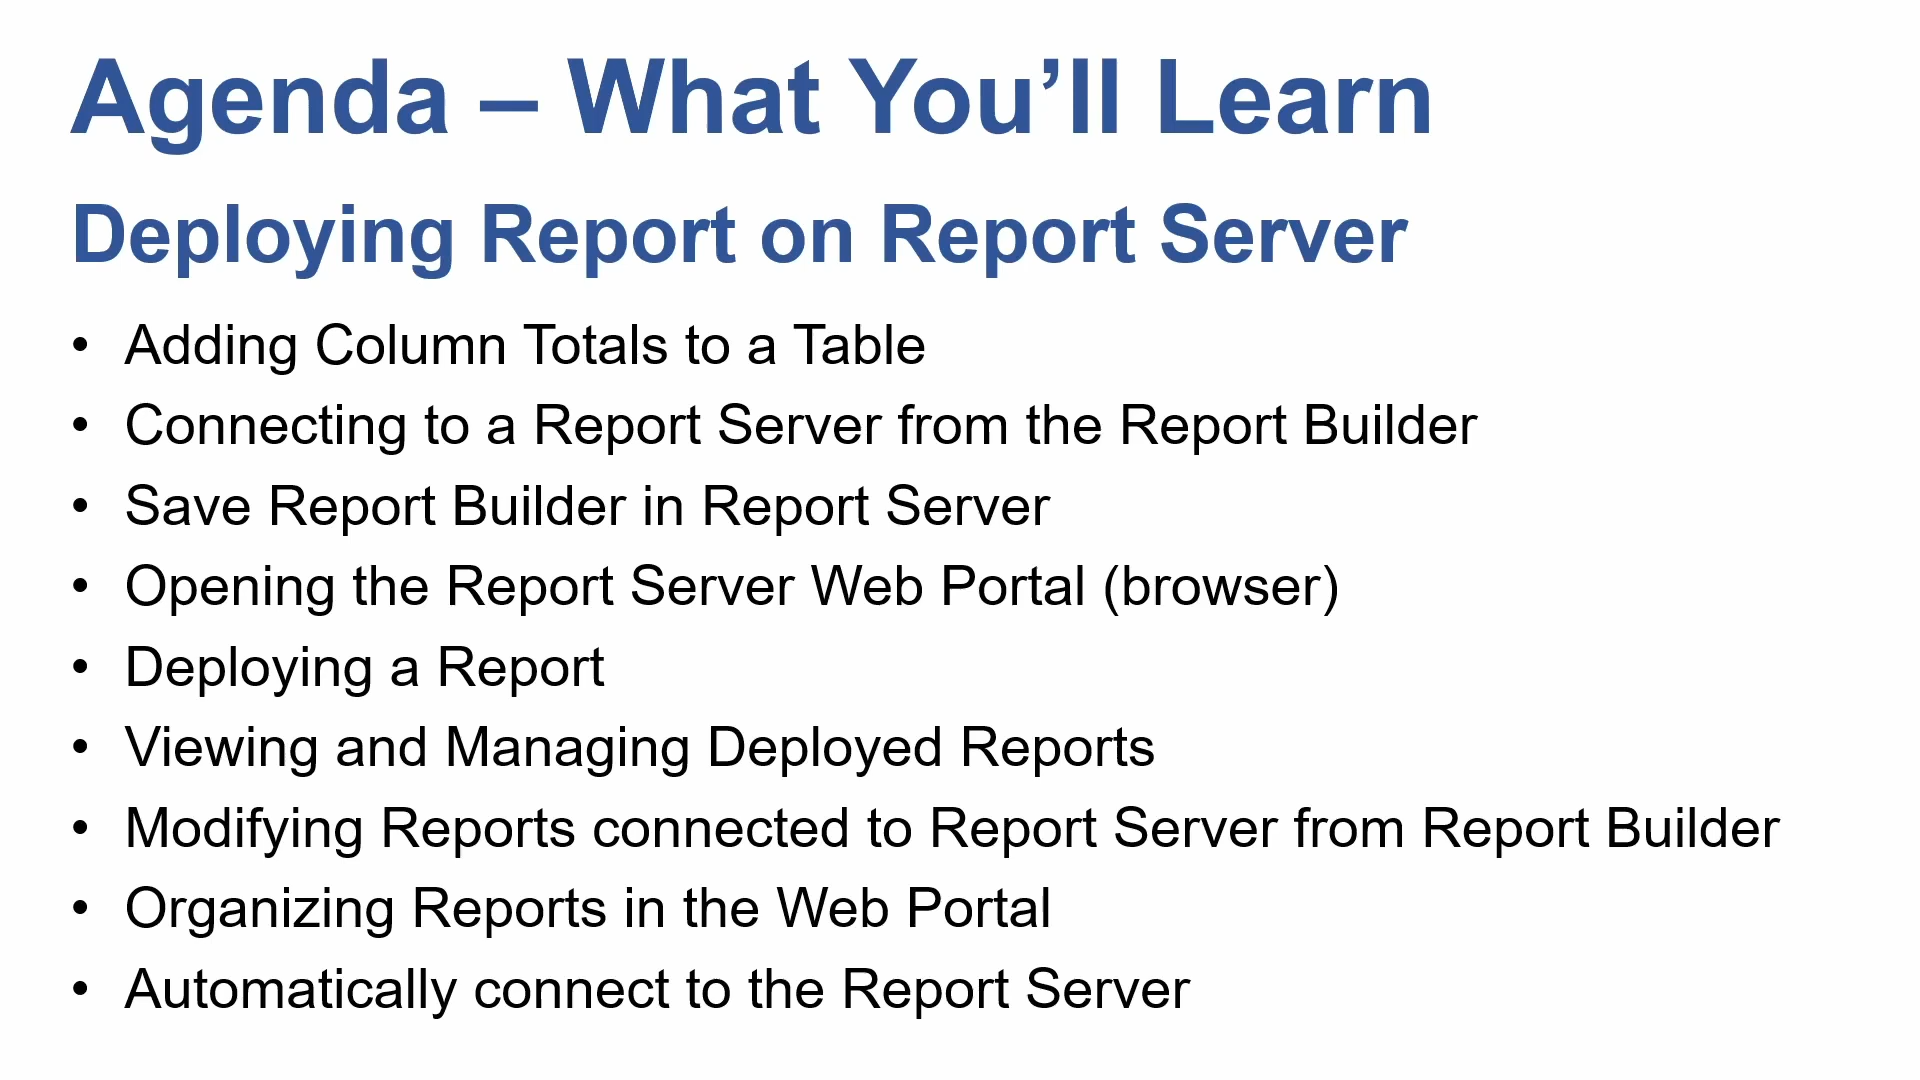 Agenda – What You’ll Learn
Deploying Report on Report Server
• Adding Column Totals to a Table
• Connecting to a Report Server from the Report Builder
• Save Report Builder in Report Server
• Opening the Report Server Web Portal (browser)
• Deploying a Report
• Viewing and Managing Deployed Reports
• Modifying Reports connected to Report Server from Report Builder
• Organizing Reports in the Web Portal
• Automatically connect to the Report Server